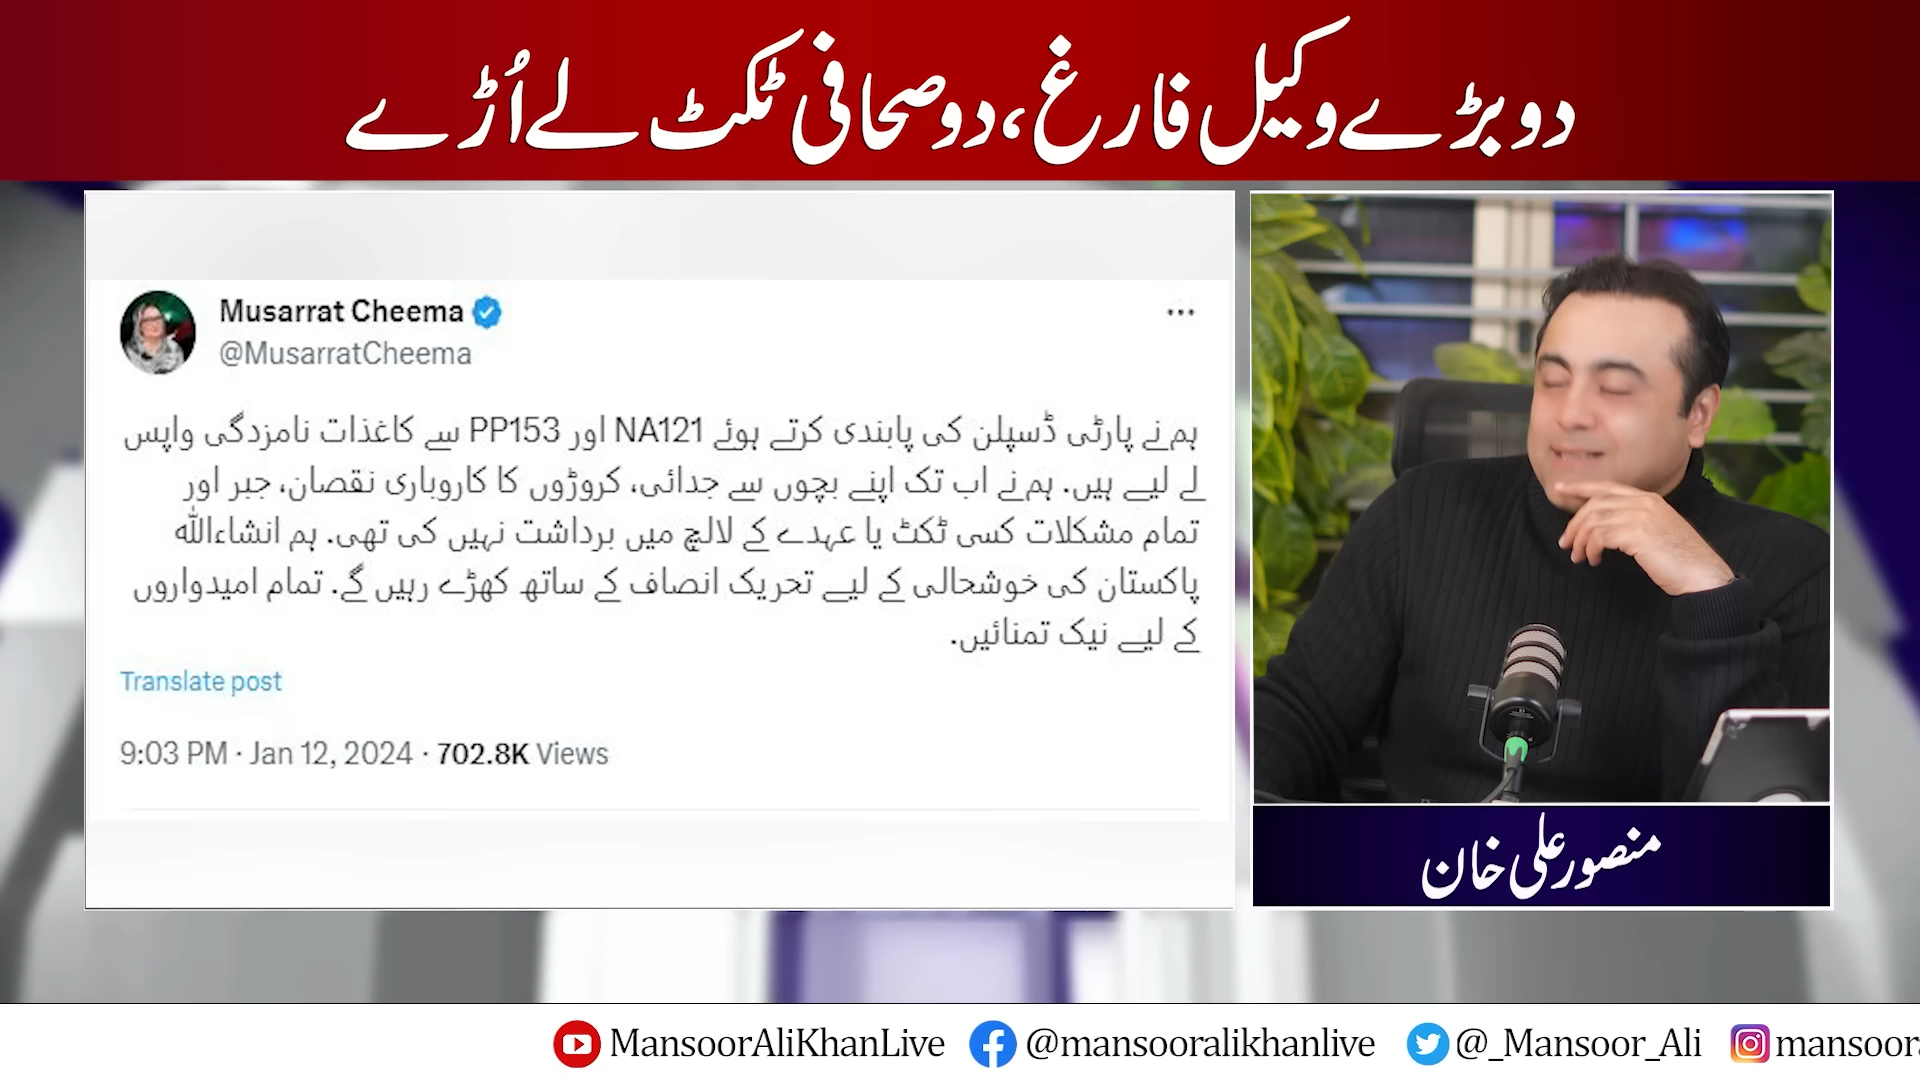 دو بڑے وکیل فارغ، دو صحافی ٹکٹ لے اُڑے
Musarrat Cheema
@MusarratCheema
ہم نے پارٹی ڈسپلن کی پابندی کرتے ہوئے NA121 اور PP153 سے کاغذات نامزدگی واپس
لے لیے ہیں. ہم نے اب تک اپنے بچوں سے جدائی، کروڑوں کا کاروباری نقصان، جبر اور
تمام مشکلات کسی ٹکٹ یا عہدے کے لالچ میں برداشت نہیں کی تھی. ہم انشاءاللہ
پاکستان کی خوشحالی کے لیے تحریک انصاف کے ساتھ کھڑے رہیں گے. تمام امیدواروں
کے لیے نیک تمنائیں.
Translate post
9:03 PM · Jan 12, 2024 · 702.8K Views
منصور علی خان
MansoorAliKhanLive @mansooralikhanlive @_Mansoor_Ali mansoora